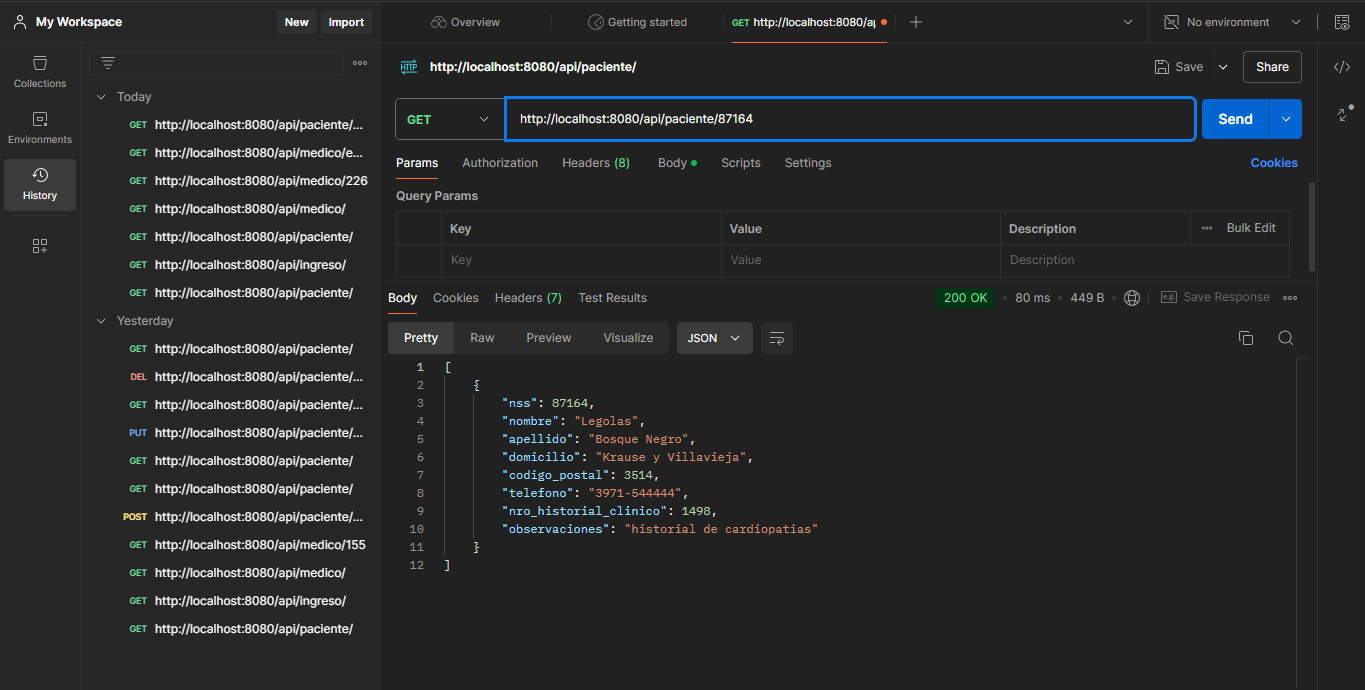 My Workspace
New
Import
Overview
Getting started
GET http://localhost:8080/ap
No environment
Collections
Environments
History
Today
GET http://localhost:8080/api/paciente/...
GET http://localhost:8080/api/medico/e...
GET http://localhost:8080/api/medico/226
GET http://localhost:8080/api/medico/
GET http://localhost:8080/api/paciente/
GET http://localhost:8080/api/ingreso/
GET http://localhost:8080/api/paciente/
Yesterday
GET http://localhost:8080/api/paciente/
DEL http://localhost:8080/api/paciente/...
GET http://localhost:8080/api/paciente/...
PUT http://localhost:8080/api/paciente/...
GET http://localhost:8080/api/paciente/
GET http://localhost:8080/api/paciente/
POST http://localhost:8080/api/paciente/...
GET http://localhost:8080/api/medico/155
GET http://localhost:8080/api/medico/
GET http://localhost:8080/api/ingreso/
GET http://localhost:8080/api/paciente/
HTTP http://localhost:8080/api/paciente/
Save
Share
GET
http://localhost:8080/api/paciente/87164
Send
Params
Authorization
Headers (8)
Body
Scripts
Settings
Cookies
Query Params
Key Value Description
Bulk Edit
Key Value Description
Body
Cookies
Headers (7)
Test Results
200 OK
80 ms
449 B
e.g.
Save Response
Pretty
Raw
Preview
Visualize
JSON
1 [
2 {
3 "nss": 87164,
4 "nombre": "Legolas",
5 "apellido": "Bosque Negro",
6 "domicilio": "Krause y Villavieja",
7 "codigo_postal": 3514,
8 "telefono": "3971-544444",
9 "nro_historial_clinico": 1498,
10 "observaciones": "historial de cardiopatias"
11 }
12 ]